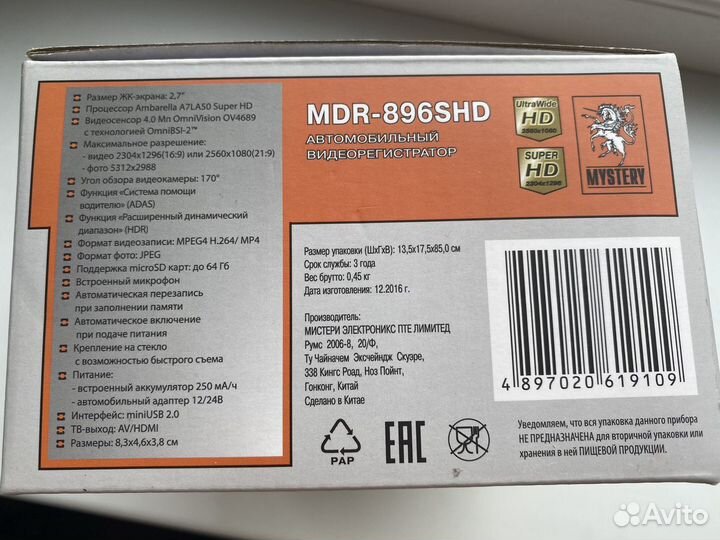 Размер ЖК-экрана: 2,7"
Процессор Ambarella A7LA50 Super HD
Видеосенсор 4.0 Мп OmniVision OV4689
с технологией OmniBSI-2™
Максимальное разрешение:
- видео 2304x1296(16:9) или 2560x1080(21:9)
- фото 5312x2988
Угол обзора видеокамеры: 170°
Функция «Система помощи
водителю» (ADAS)
Функция «Расширенный динамический
диапазон» (HDR)
Формат видеозаписи: MPEG4 H.264/ MP4
Формат фото: JPEG
Поддержка microSD карт: до 64 Гб
Встроенный микрофон
Автоматическая перезапись
при заполнении памяти
Автоматическое включение
при подаче питания
Крепление на стекло
с возможностью быстрого съема
Питание:
- встроенный аккумулятор 250 мА/ч
- автомобильный адаптер 12/24В
Интерфейс: miniUSB 2.0
ТВ-выход: AV/HDMI
Размеры: 8,3x4,6x3,8 см
MDR-896SHD
АВТОМОБИЛЬНЫЙ
ВИДЕОРЕГИСТРАТОР
UltraWide
HD
2560x1080
SUPER
HD
2304x1296
MYSTERY
Размер упаковки (ШхГхВ): 13,5x17,5x85,0 см
Срок службы: 3 года
Вес брутто: 0,45 кг
Дата изготовления: 12.2016 г.
Производитель:
МИСТЕРИ ЭЛЕКТРОНИКС ПТЕ ЛИМИТЕД
Румс 2006-8, 20/Ф,
Ту Чайначем Эксчейндж Скуэре,
338 Кингс Роад, Ноз Пойнт,
Гонконг, Китай
Сделано в Китае
4 897020 619109
PAP
EAC
Уведомляем, что вся упаковка данного прибора
НЕ ПРЕДНАЗНАЧЕНА для вторичной упаковки или
хранения в ней ПИЩЕВОЙ ПРОДУКЦИИ.
Avito